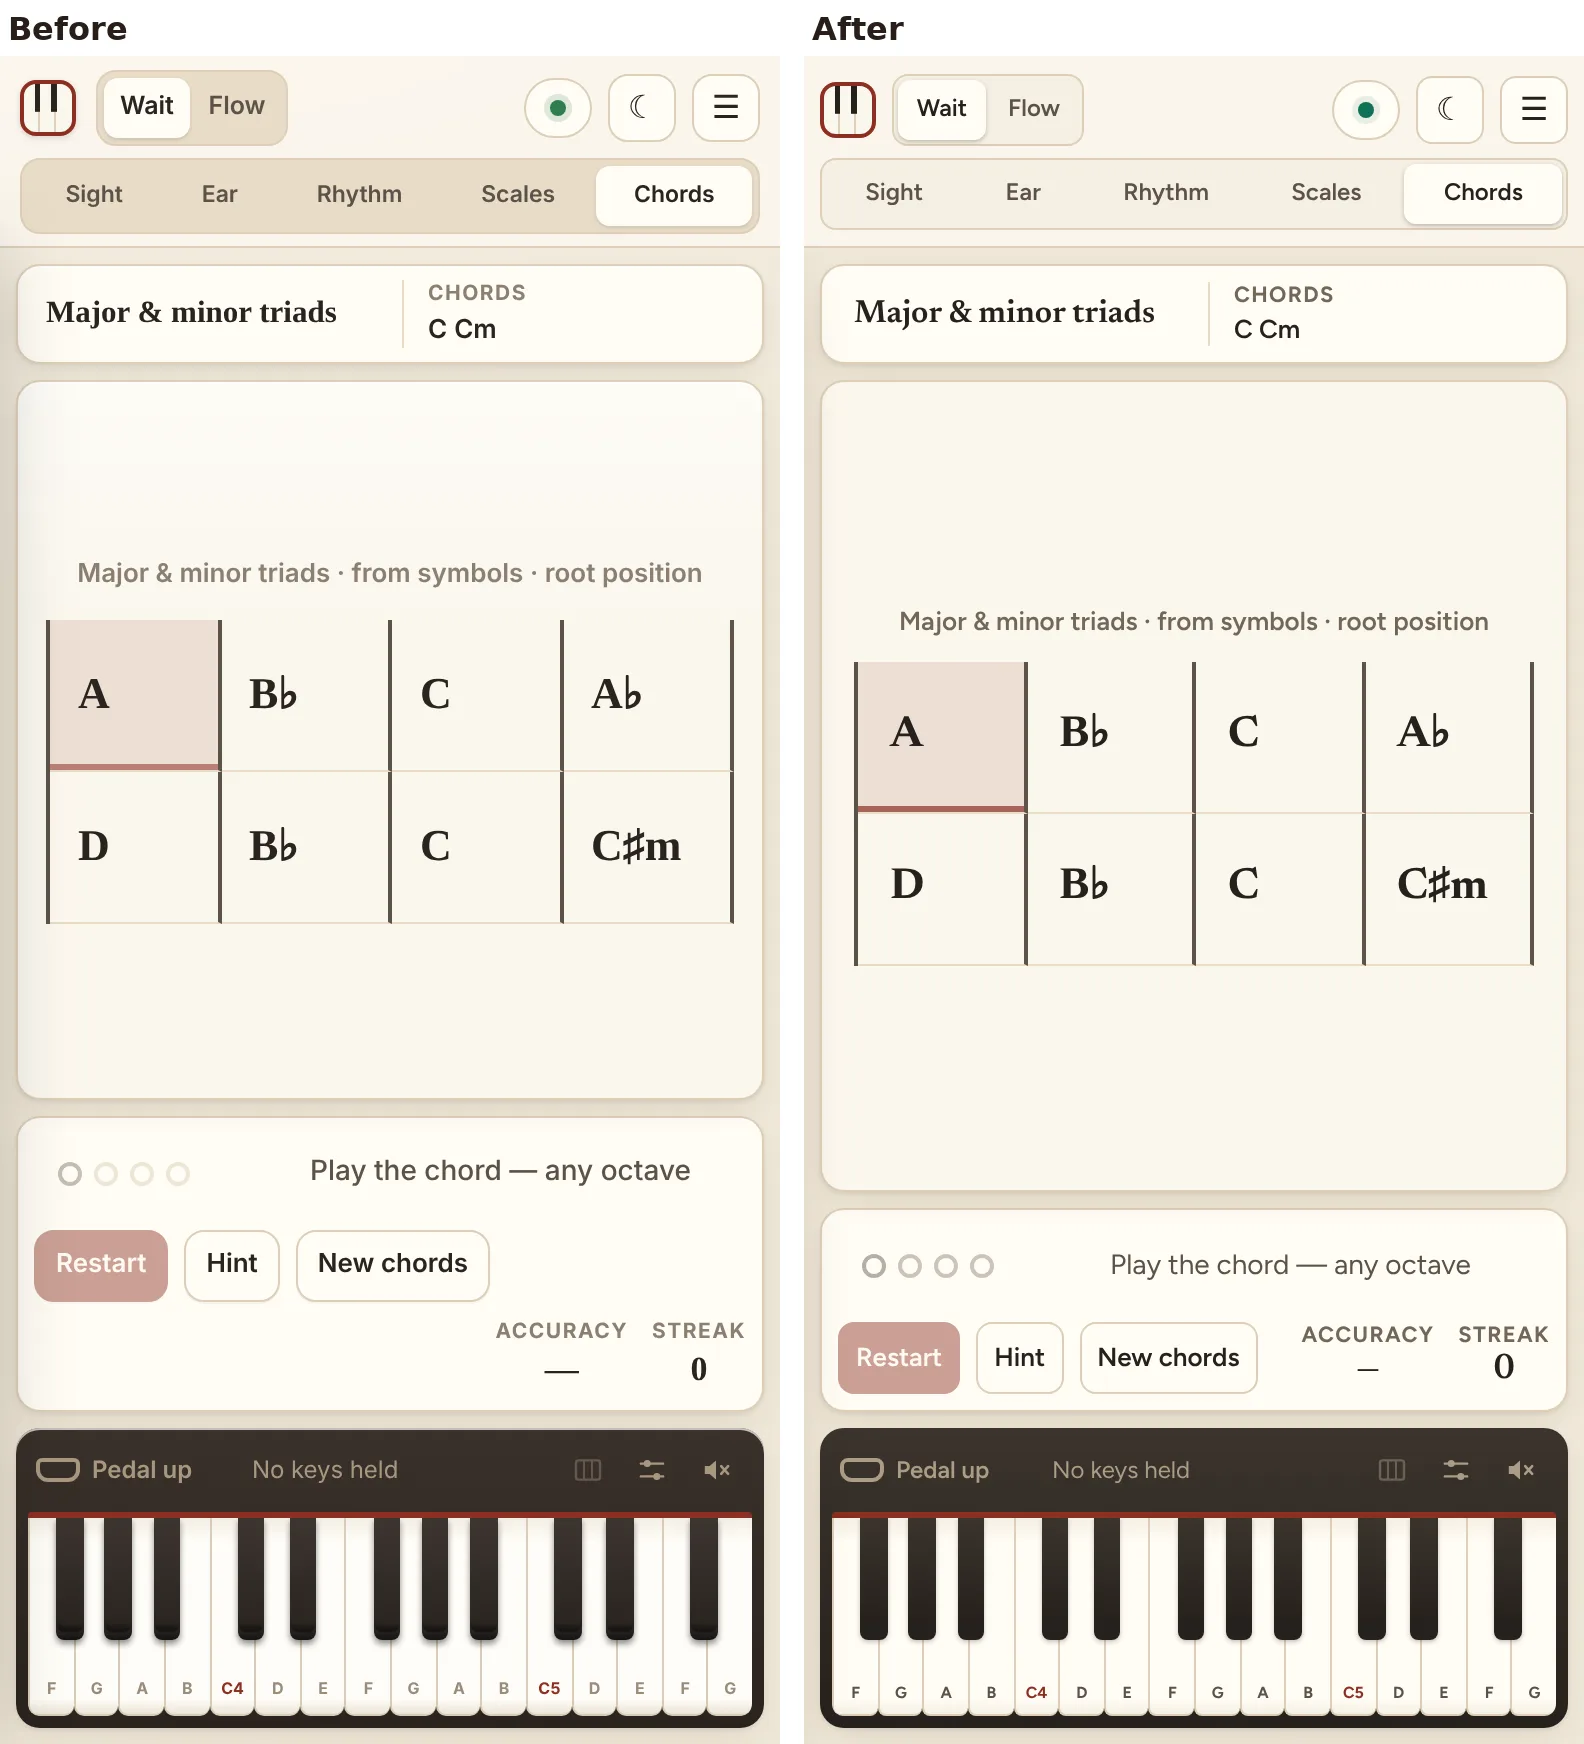 Before
Wait Flow
Sight Ear Rhythm Scales Chords
Major & minor triads
CHORDS
C Cm
Major & minor triads · from symbols · root position
A B♭ C A♭
D B♭ C C♯m
Play the chord — any octave
Restart Hint New chords
ACCURACY STREAK
— 0
Pedal up No keys held
F G A B C4 D E F G A B C5 D E F G
After
Wait Flow
Sight Ear Rhythm Scales Chords
Major & minor triads
CHORDS
C Cm
Major & minor triads · from symbols · root position
A B♭ C A♭
D B♭ C C♯m
Play the chord — any octave
Restart Hint New chords
ACCURACY STREAK
– 0
Pedal up No keys held
F G A B C4 D E F G A B C5 D E F G